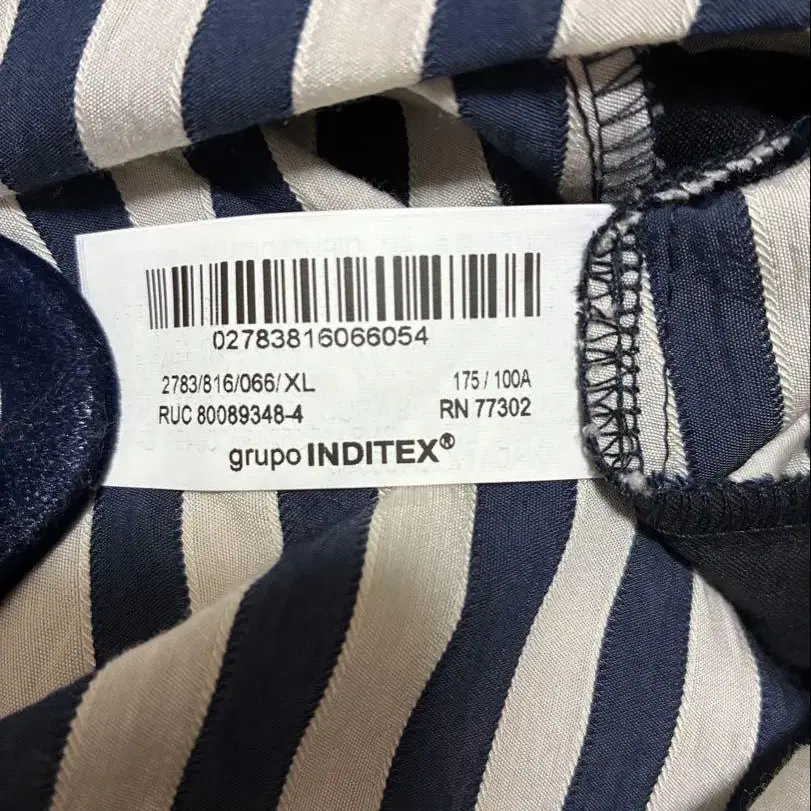 02783816066054
2783/816/066/XL 175 / 100A
RUC 80089348-4 RN 77302
grupo INDITEX®